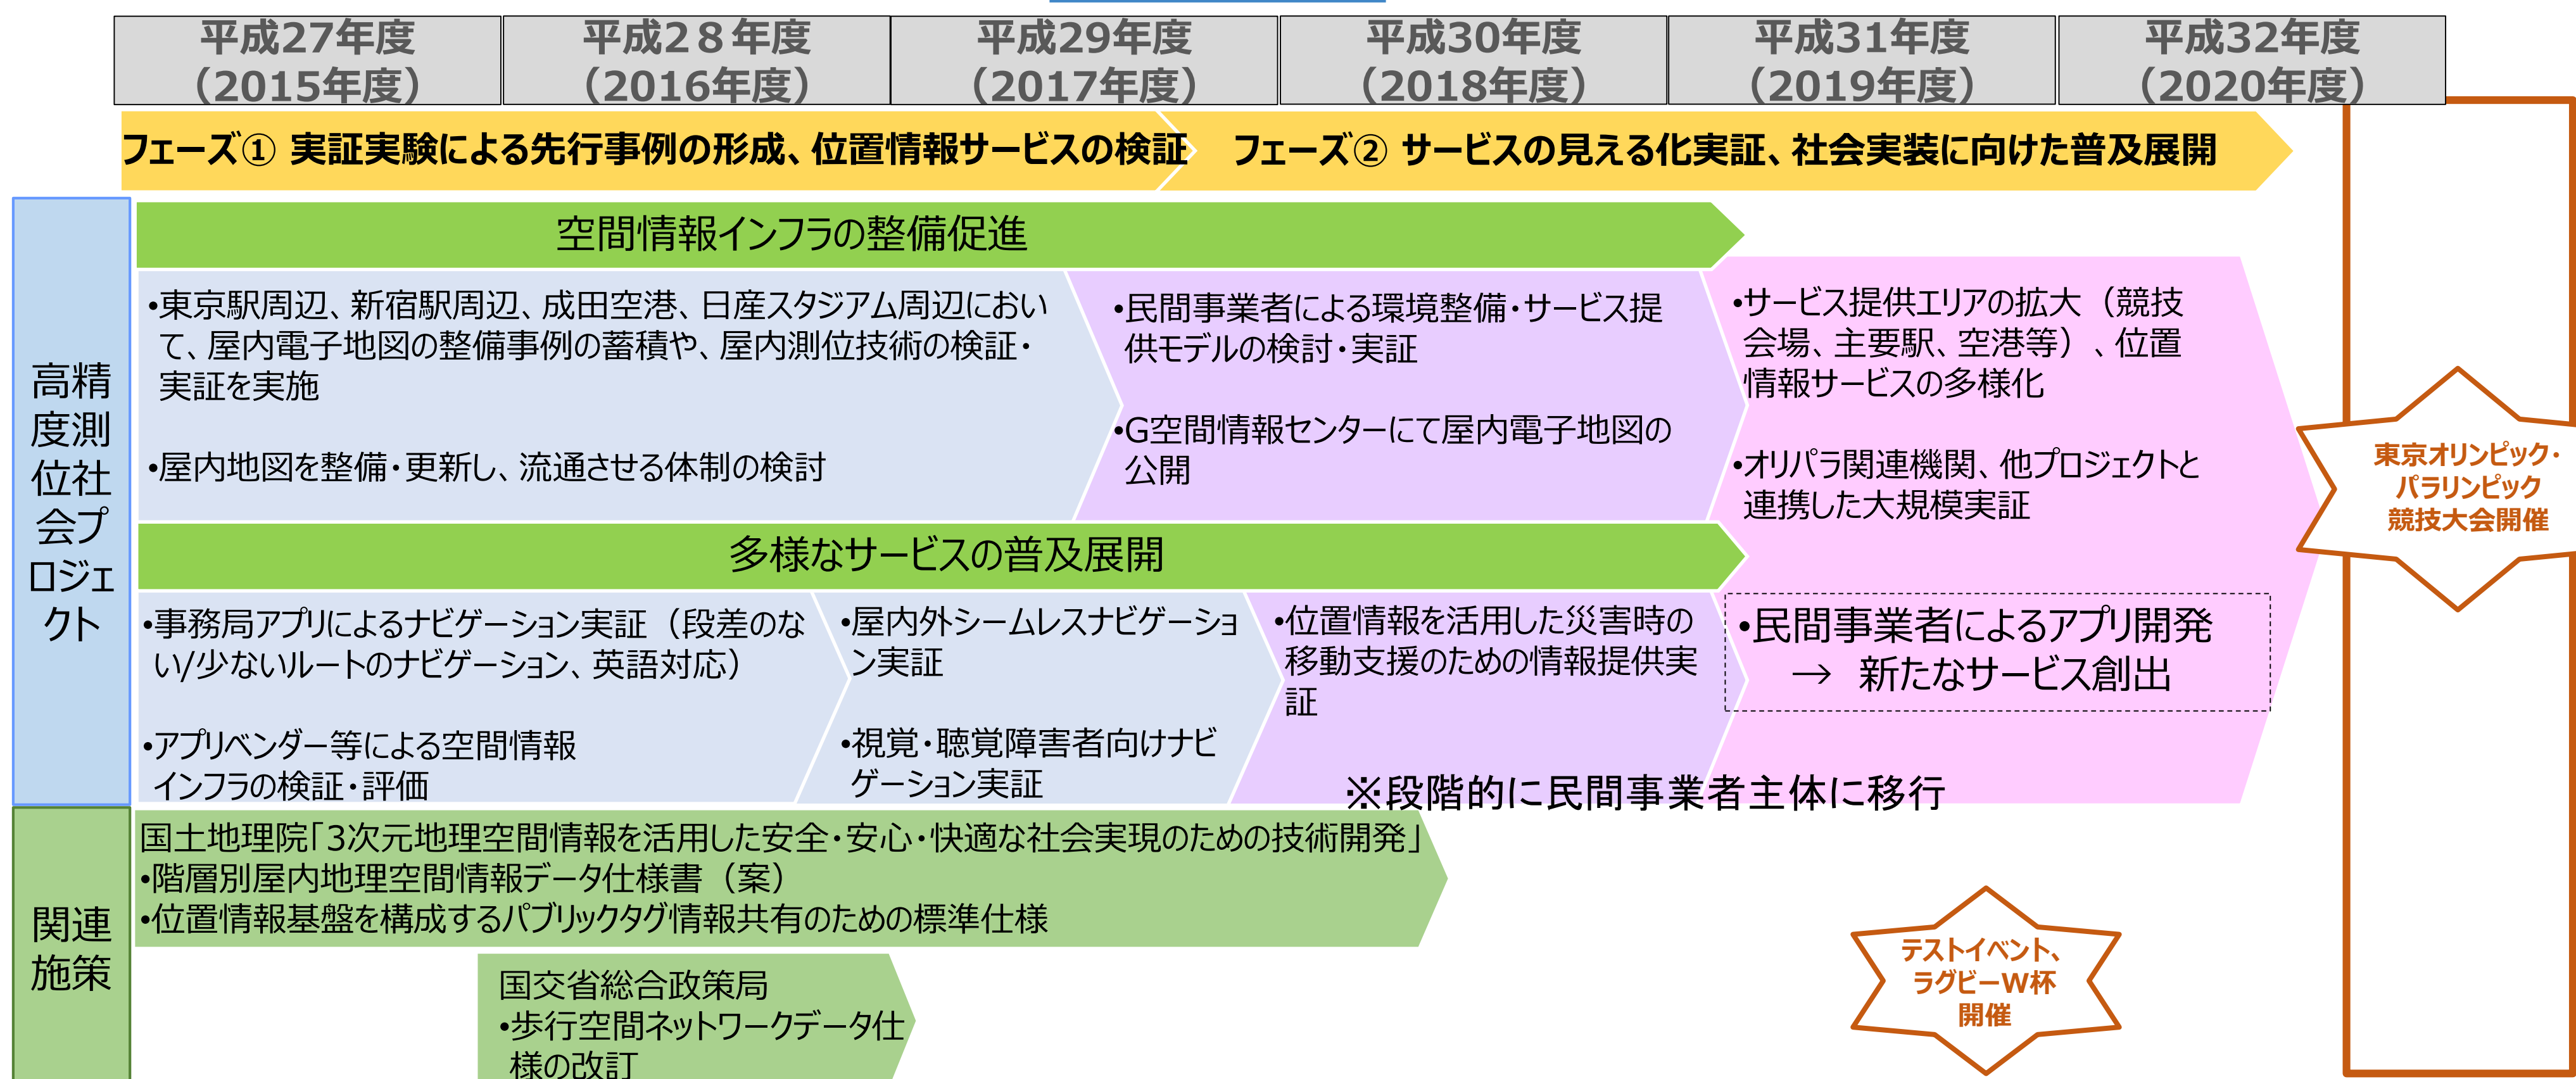 平成27年度
（2015年度）
平成２８年度
（2016年度）
平成29年度
（2017年度）
平成30年度
（2018年度）
平成31年度
（2019年度）
平成32年度
（2020年度）
フェーズ① 実証実験による先行事例の形成、位置情報サービスの検証
フェーズ② サービスの見える化実証、社会実装に向けた普及展開
高精
度測
位社
会プ
ロジェ
クト
空間情報インフラの整備促進
•東京駅周辺、新宿駅周辺、成田空港、日産スタジアム周辺におい
て、屋内電子地図の整備事例の蓄積や、屋内測位技術の検証・
実証を実施
•屋内地図を整備・更新し、流通させる体制の検討
•民間事業者による環境整備・サービス提
供モデルの検討・実証
•G空間情報センターにて屋内電子地図の
公開
•サービス提供エリアの拡大（競技
会場、主要駅、空港等）、位置
情報サービスの多様化
•オリパラ関連機関、他プロジェクトと
連携した大規模実証
東京オリンピック・
パラリンピック
競技大会開催
多様なサービスの普及展開
•事務局アプリによるナビゲーション実証（段差のな
い/少ないルートのナビゲーション、英語対応）
•アプリベンダー等による空間情報
インフラの検証・評価
•屋内外シームレスナビゲーショ
ン実証
•視覚・聴覚障害者向けナビ
ゲーション実証
•位置情報を活用した災害時の
移動支援のための情報提供実
証
•民間事業者によるアプリ開発
→ 新たなサービス創出
※段階的に民間事業者主体に移行
関連
施策
国土地理院「3次元地理空間情報を活用した安全・安心・快適な社会実現のための技術開発」
•階層別屋内地理空間情報データ仕様書（案）
•位置情報基盤を構成するパブリックタグ情報共有のための標準仕様
国交省総合政策局
•歩行空間ネットワークデータ仕
様の改訂
テストイベント、
ラグビーW杯
開催